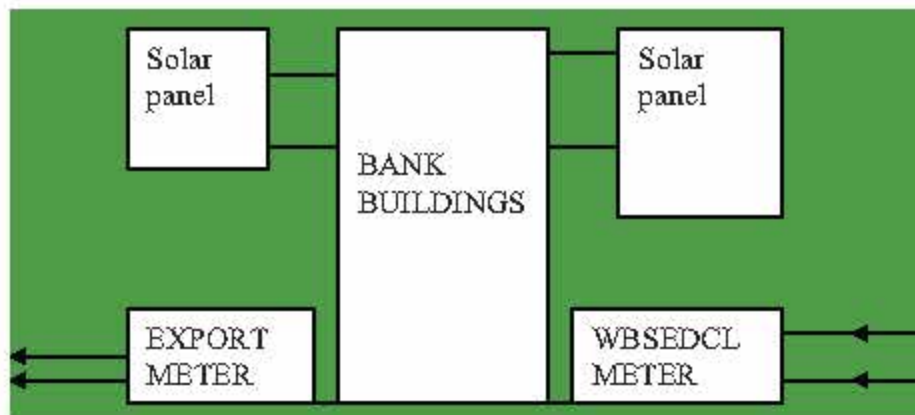 Solar
panel
BANK
BUILDINGS
Solar
panel
EXPORT
METER
WBSEDCL
METER